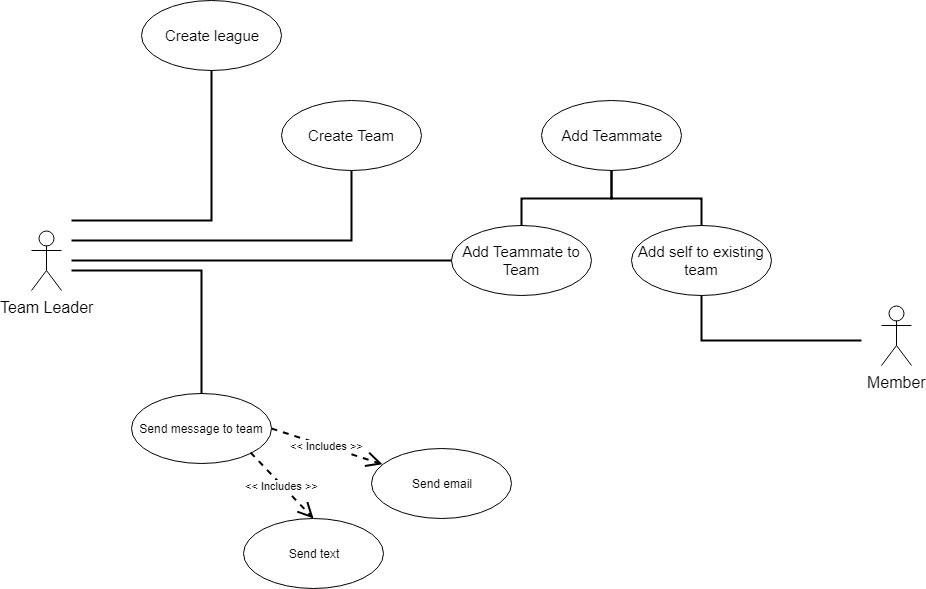 Create league
Create Team
Add Teammate
Add Teammate to
Team
Add self to existing
team
Team Leader
Member
Send message to team
<< Includes >>
Send email
<< Includes >>
Send text